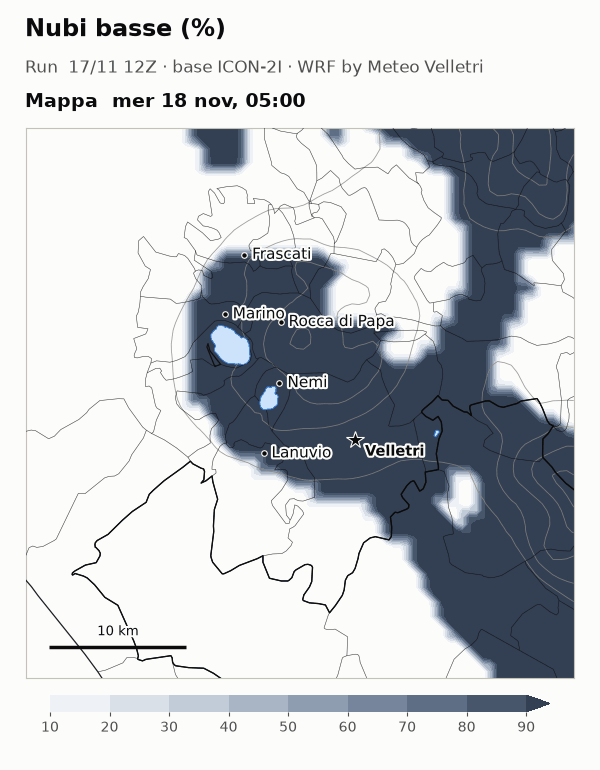 Nubi basse (%)
Run  17/11 12Z · base ICON-2I · WRF by Meteo Velletri
Mappa  mer 18 nov, 05:00
Frascati
Marino
Rocca di Papa
Nemi
Lanuvio
Velletri
10 km
10 20 30 40 50 60 70 80 90